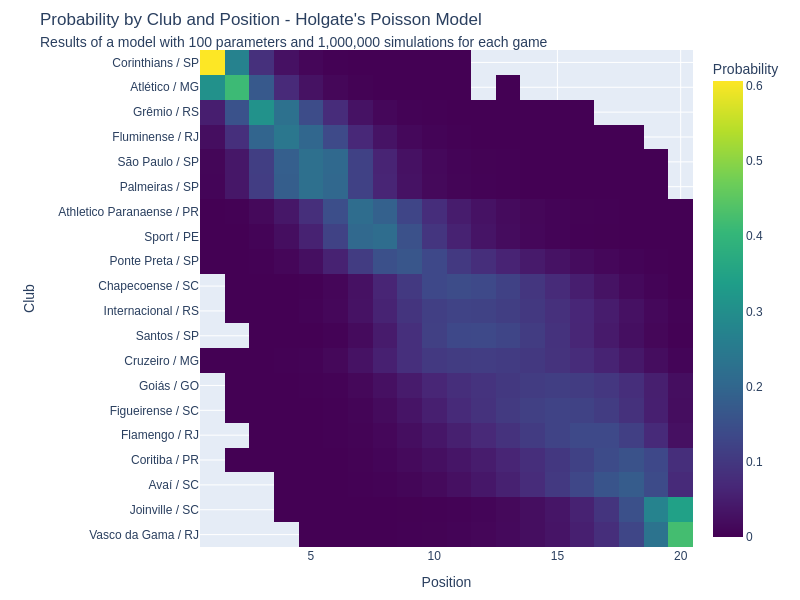 Probability by Club and Position - Holgate's Poisson Model
Results of a model with 100 parameters and 1,000,000 simulations for each game
Probability
Corinthians / SP
Atlético / MG
Grêmio / RS
Fluminense / RJ
São Paulo / SP
Palmeiras / SP
Athletico Paranaense / PR
Sport / PE
Ponte Preta / SP
Chapecoense / SC
Internacional / RS
Santos / SP
Cruzeiro / MG
Goiás / GO
Figueirense / SC
Flamengo / RJ
Coritiba / PR
Avaí / SC
Joinville / SC
Vasco da Gama / RJ
Club
5
10
15
20
Position
0.6
0.5
0.4
0.3
0.2
0.1
0